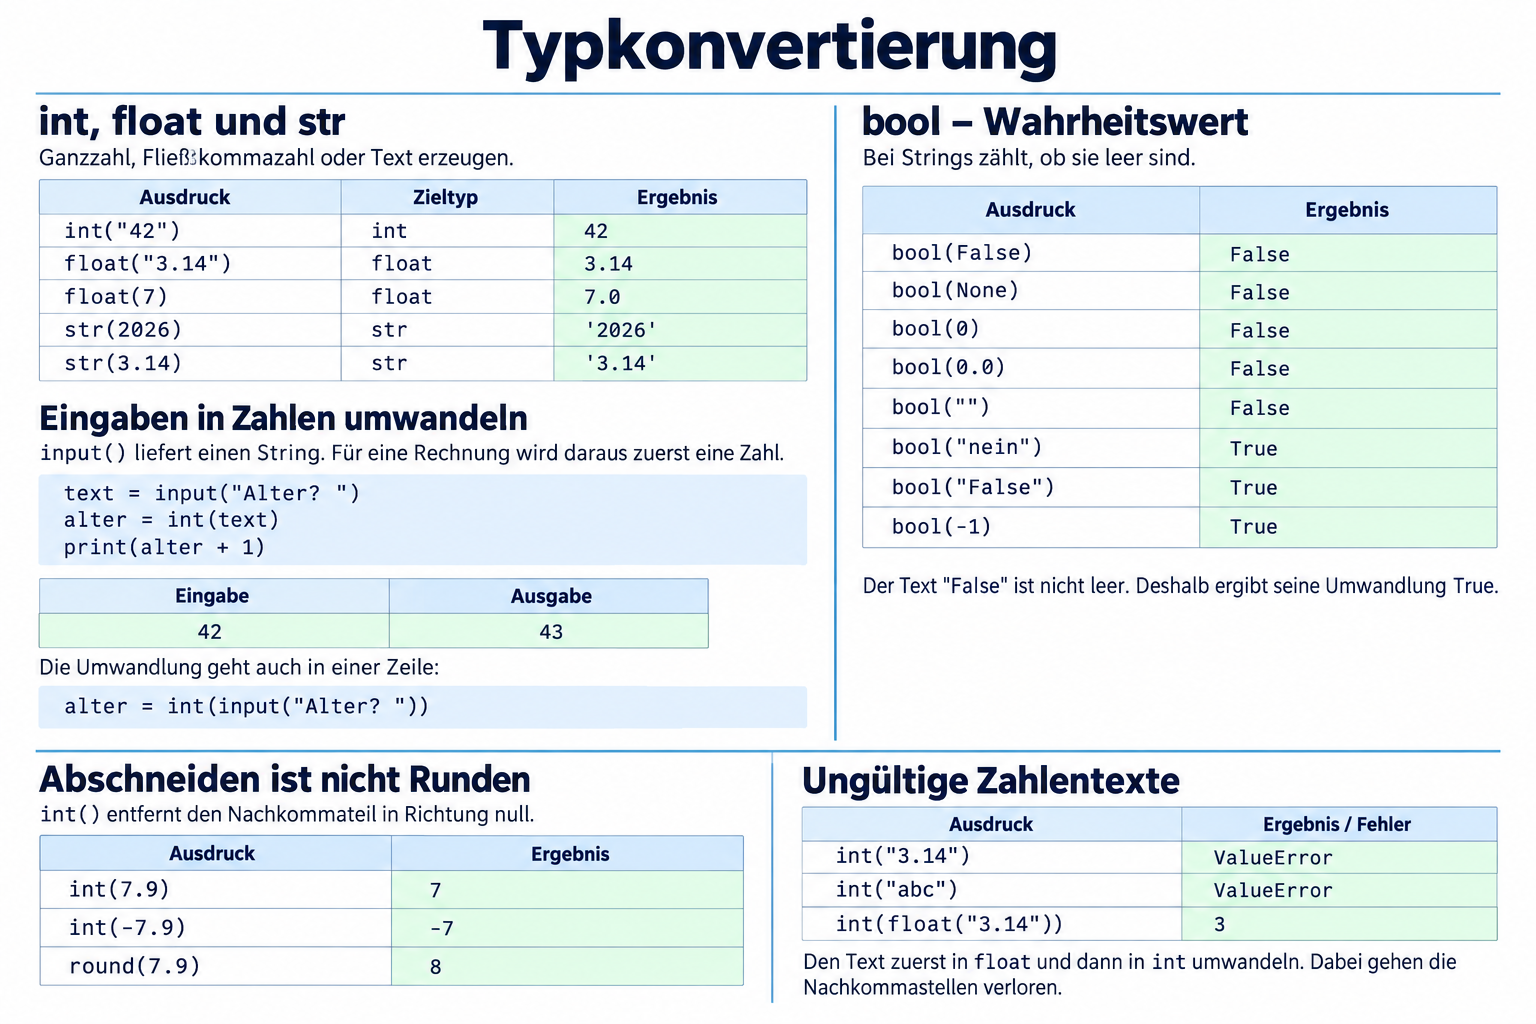 Typkonvertierung
int, float und str
Ganzzahl, Fließkommazahl oder Text erzeugen.
Ausdruck Zieltyp Ergebnis
int("42") int 42
float("3.14") float 3.14
float(7) float 7.0
str(2026) str '2026'
str(3.14) str '3.14'
Eingaben in Zahlen umwandeln
input() liefert einen String. Für eine Rechnung wird daraus zuerst eine Zahl.
text = input("Alter? ")
alter = int(text)
print(alter + 1)
Eingabe Ausgabe
42 43
Die Umwandlung geht auch in einer Zeile:
alter = int(input("Alter? "))
bool – Wahrheitswert
Bei Strings zählt, ob sie leer sind.
Ausdruck Ergebnis
bool(False) False
bool(None) False
bool(0) False
bool(0.0) False
bool("") False
bool("nein") True
bool("False") True
bool(-1) True
Der Text "False" ist nicht leer. Deshalb ergibt seine Umwandlung True.
Abschneiden ist nicht Runden
int() entfernt den Nachkommateil in Richtung null.
Ausdruck Ergebnis
int(7.9) 7
int(-7.9) -7
round(7.9) 8
Ungültige Zahlentexte
Ausdruck Ergebnis / Fehler
int("3.14") ValueError
int("abc") ValueError
int(float("3.14")) 3
Den Text zuerst in float und dann in int umwandeln. Dabei gehen die
Nachkommastellen verloren.